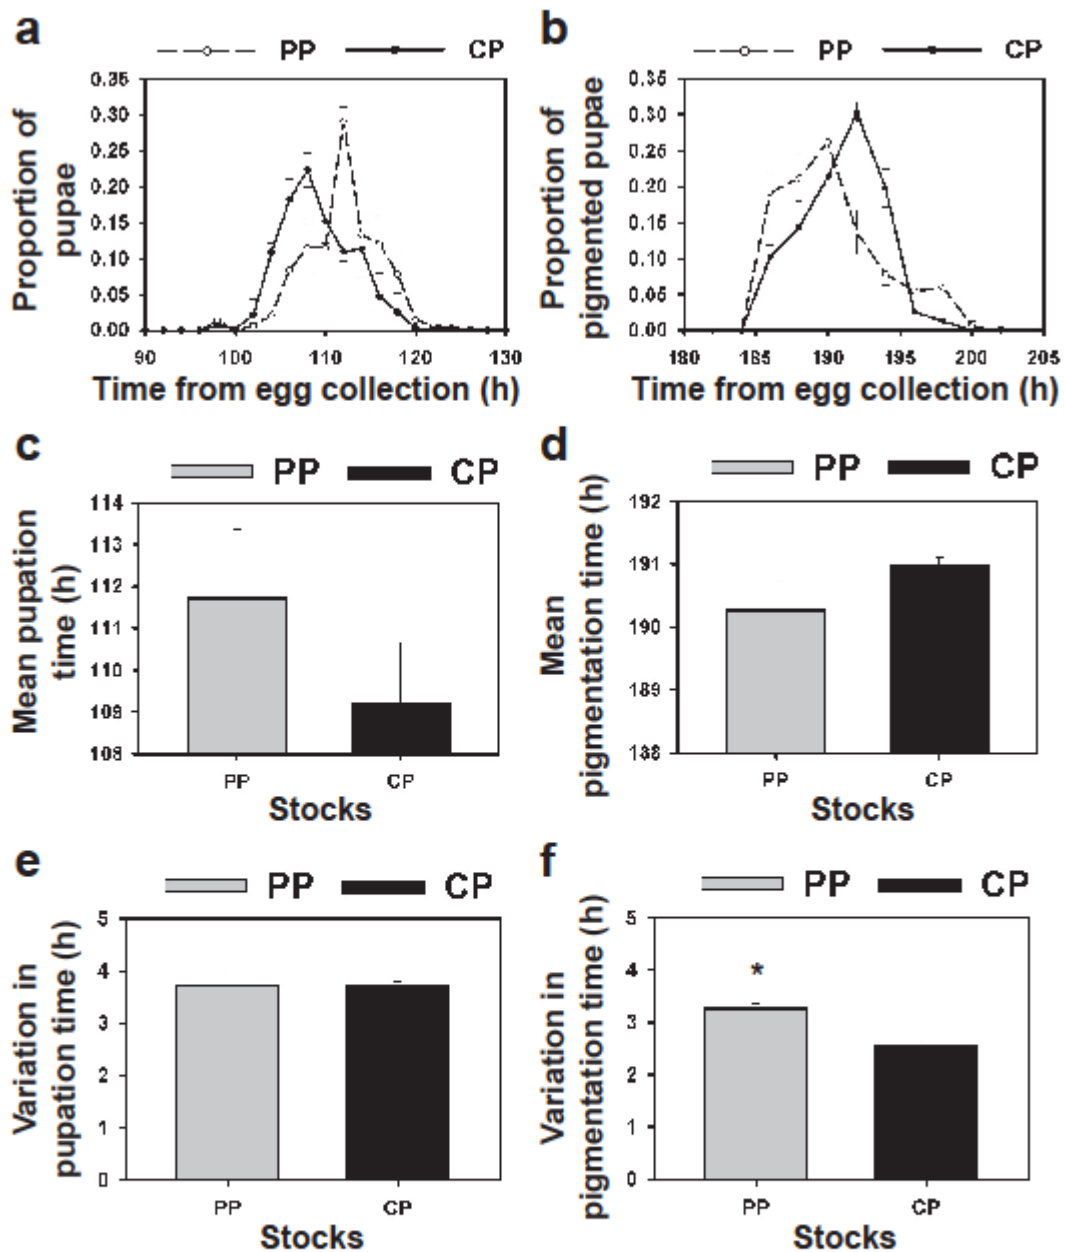 a
PP CP
Proportion of
pupae
0.35
0.30
0.25
0.20
0.15
0.10
0.05
0.00
90 100 110 120 130
Time from egg collection (h)
b
PP CP
Proportion of
pigmented pupae
0.35
0.30
0.25
0.20
0.15
0.10
0.05
0.00
180 185 190 195 200 205
Time from egg collection (h)
c
PP CP
Mean pupation
time (h)
114
113
112
111
110
109
108
PP CP
Stocks
d
PP CP
Mean
pigmentation time (h)
192
191
190
189
188
PP CP
Stocks
e
PP CP
Variation in
pupation time (h)
5
4
3
2
1
0
PP CP
Stocks
f
PP CP
Variation in
pigmentation time (h)
5
4
3
2
1
0
*
PP CP
Stocks